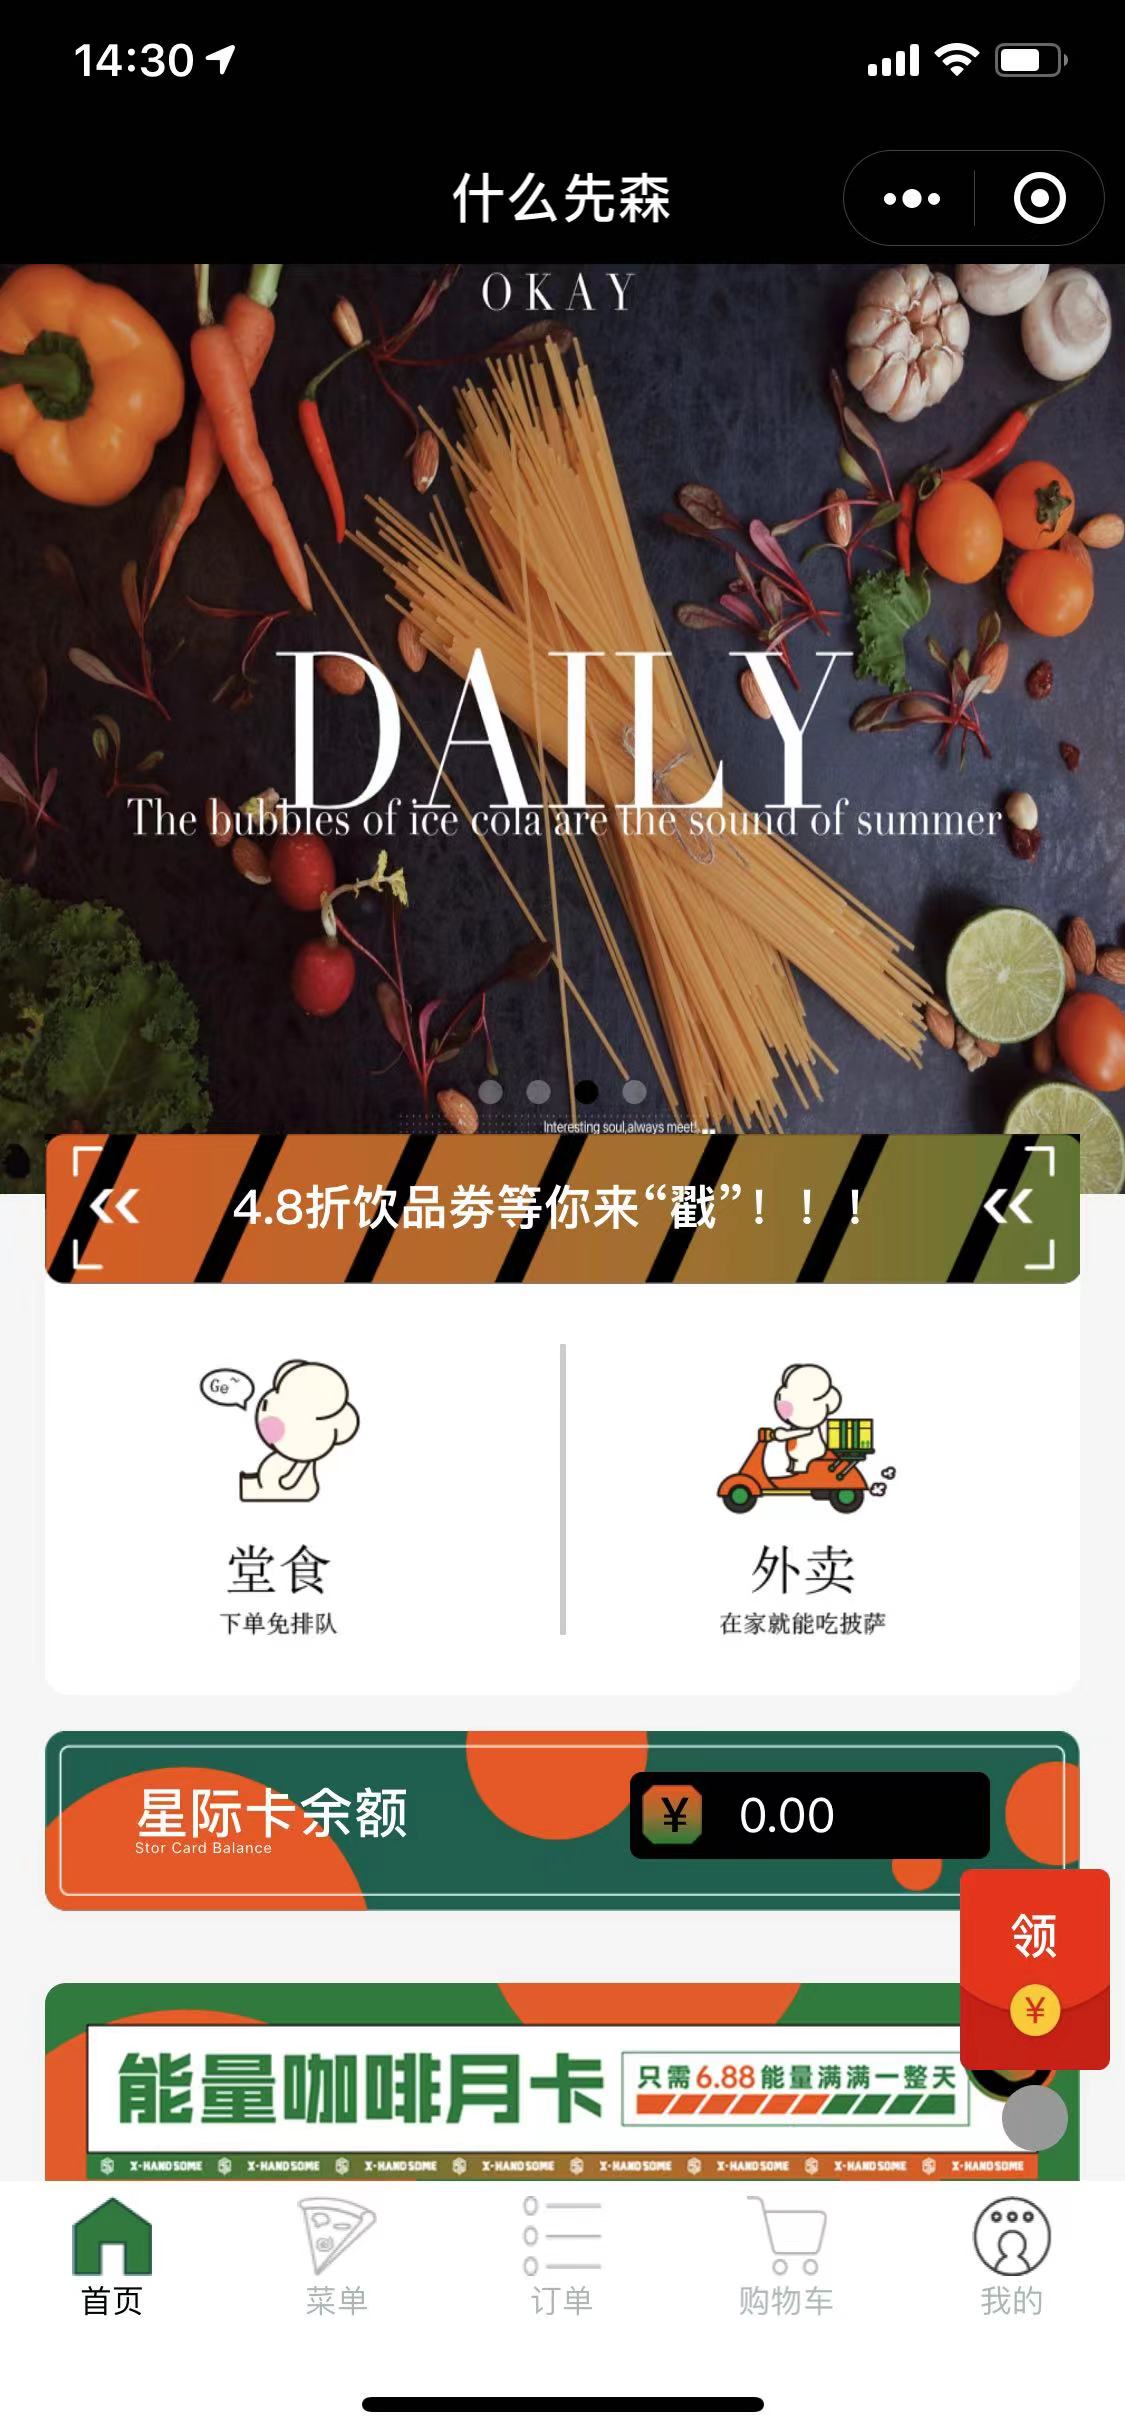 14:30
什么先森
OKAY
DAILY
The bubbles of ice cola are the sound of summer
Interesting soul,always meet!
4.8折饮品劵等你来“戳”！！！
Ge~
堂食
下单免排队
外卖
在家就能吃披萨
星际卡余额
Stor Card Balance
¥ 0.00
领
¥
能量咖啡月卡
只需6.88能量满满一整天
X-HANDSOME X-HANDSOME X-HANDSOME X-HANDSOME X-HANDSOME X-HANDSOME X-HANDSOME X-HANDSOME
首页 菜单 订单 购物车 我的